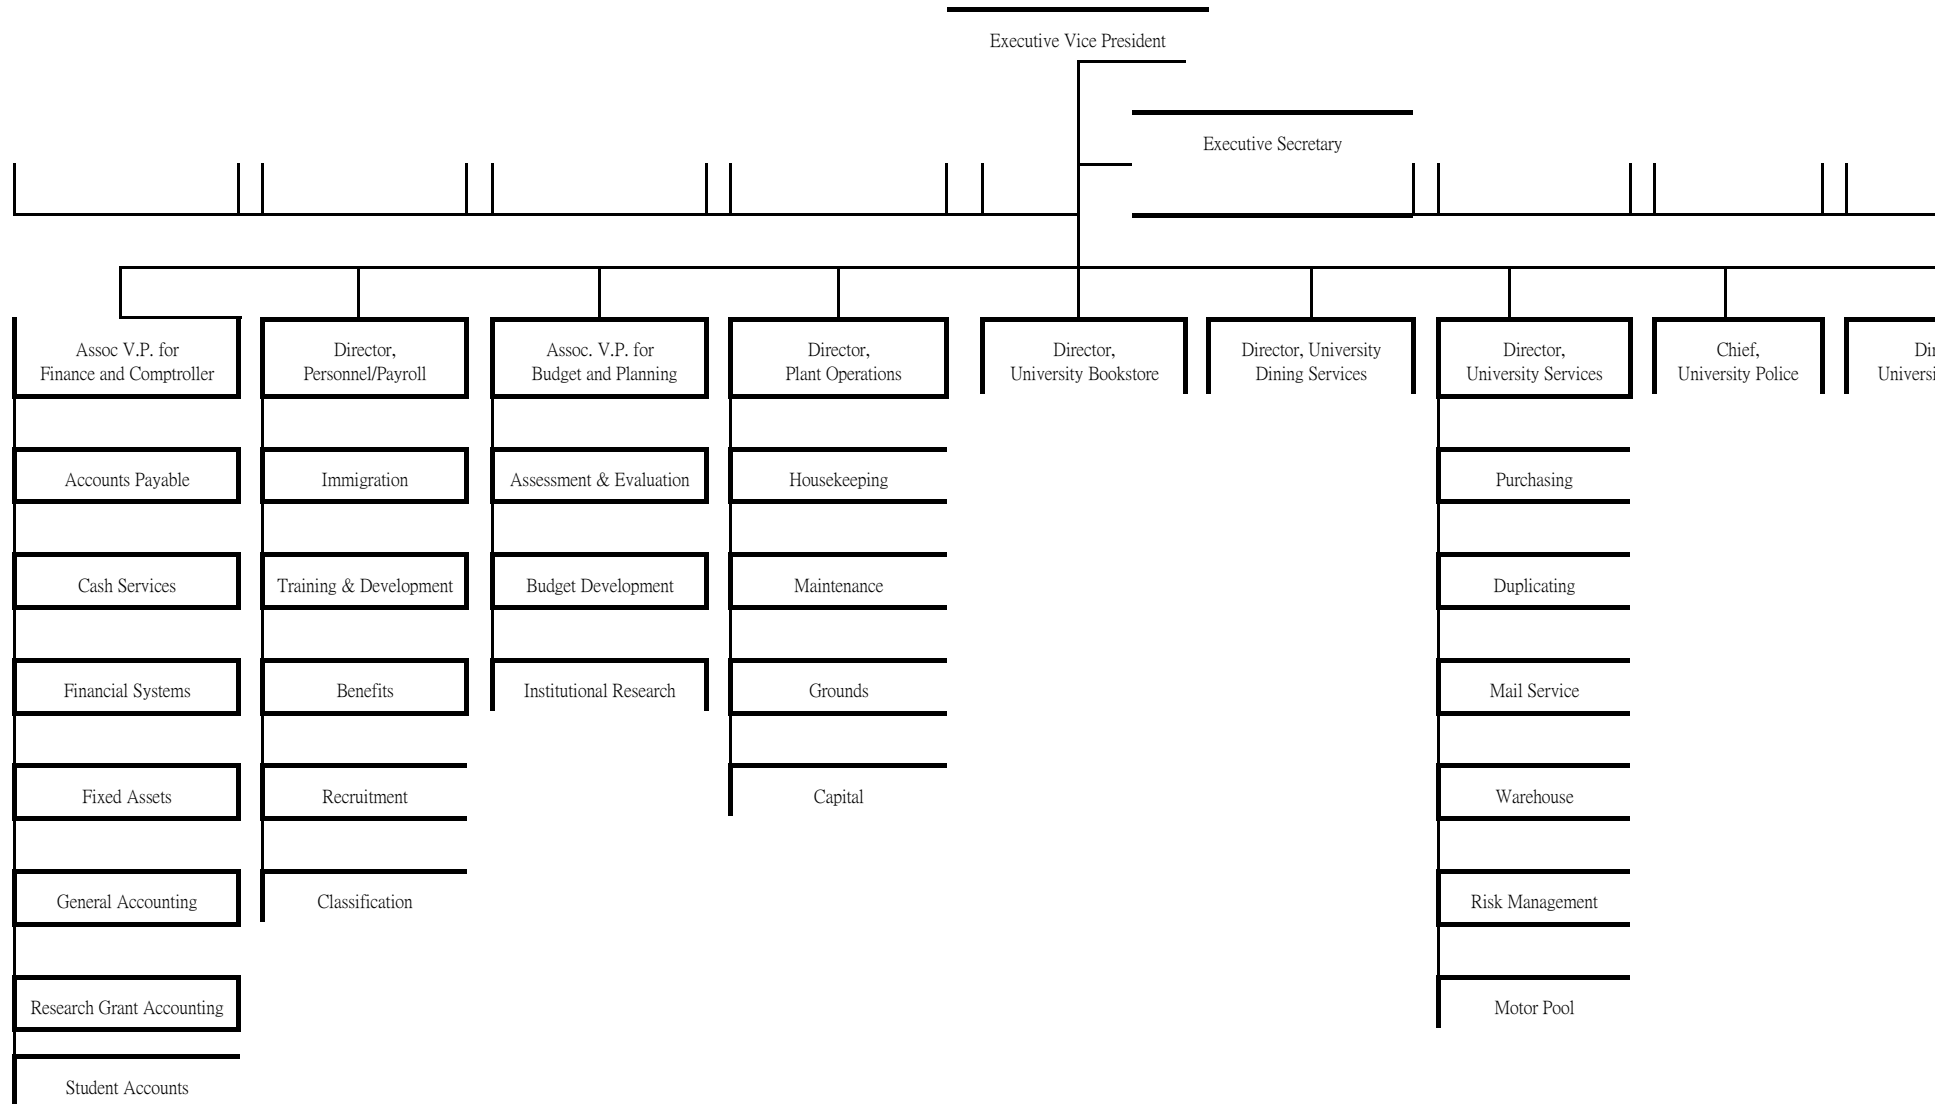 Executive Vice President
Executive Secretary
Assoc V.P. for
Finance and Comptroller
Director,
Personnel/Payroll
Assoc. V.P. for
Budget and Planning
Director,
Plant Operations
Director,
University Bookstore
Director, University
Dining Services
Director,
University Services
Chief,
University Police
Accounts Payable
Immigration
Assessment & Evaluation
Housekeeping
Purchasing
Cash Services
Training & Development
Budget Development
Maintenance
Duplicating
Financial Systems
Benefits
Institutional Research
Grounds
Mail Service
Fixed Assets
Recruitment
Capital
Warehouse
General Accounting
Classification
Risk Management
Research Grant Accounting
Motor Pool
Student Accounts